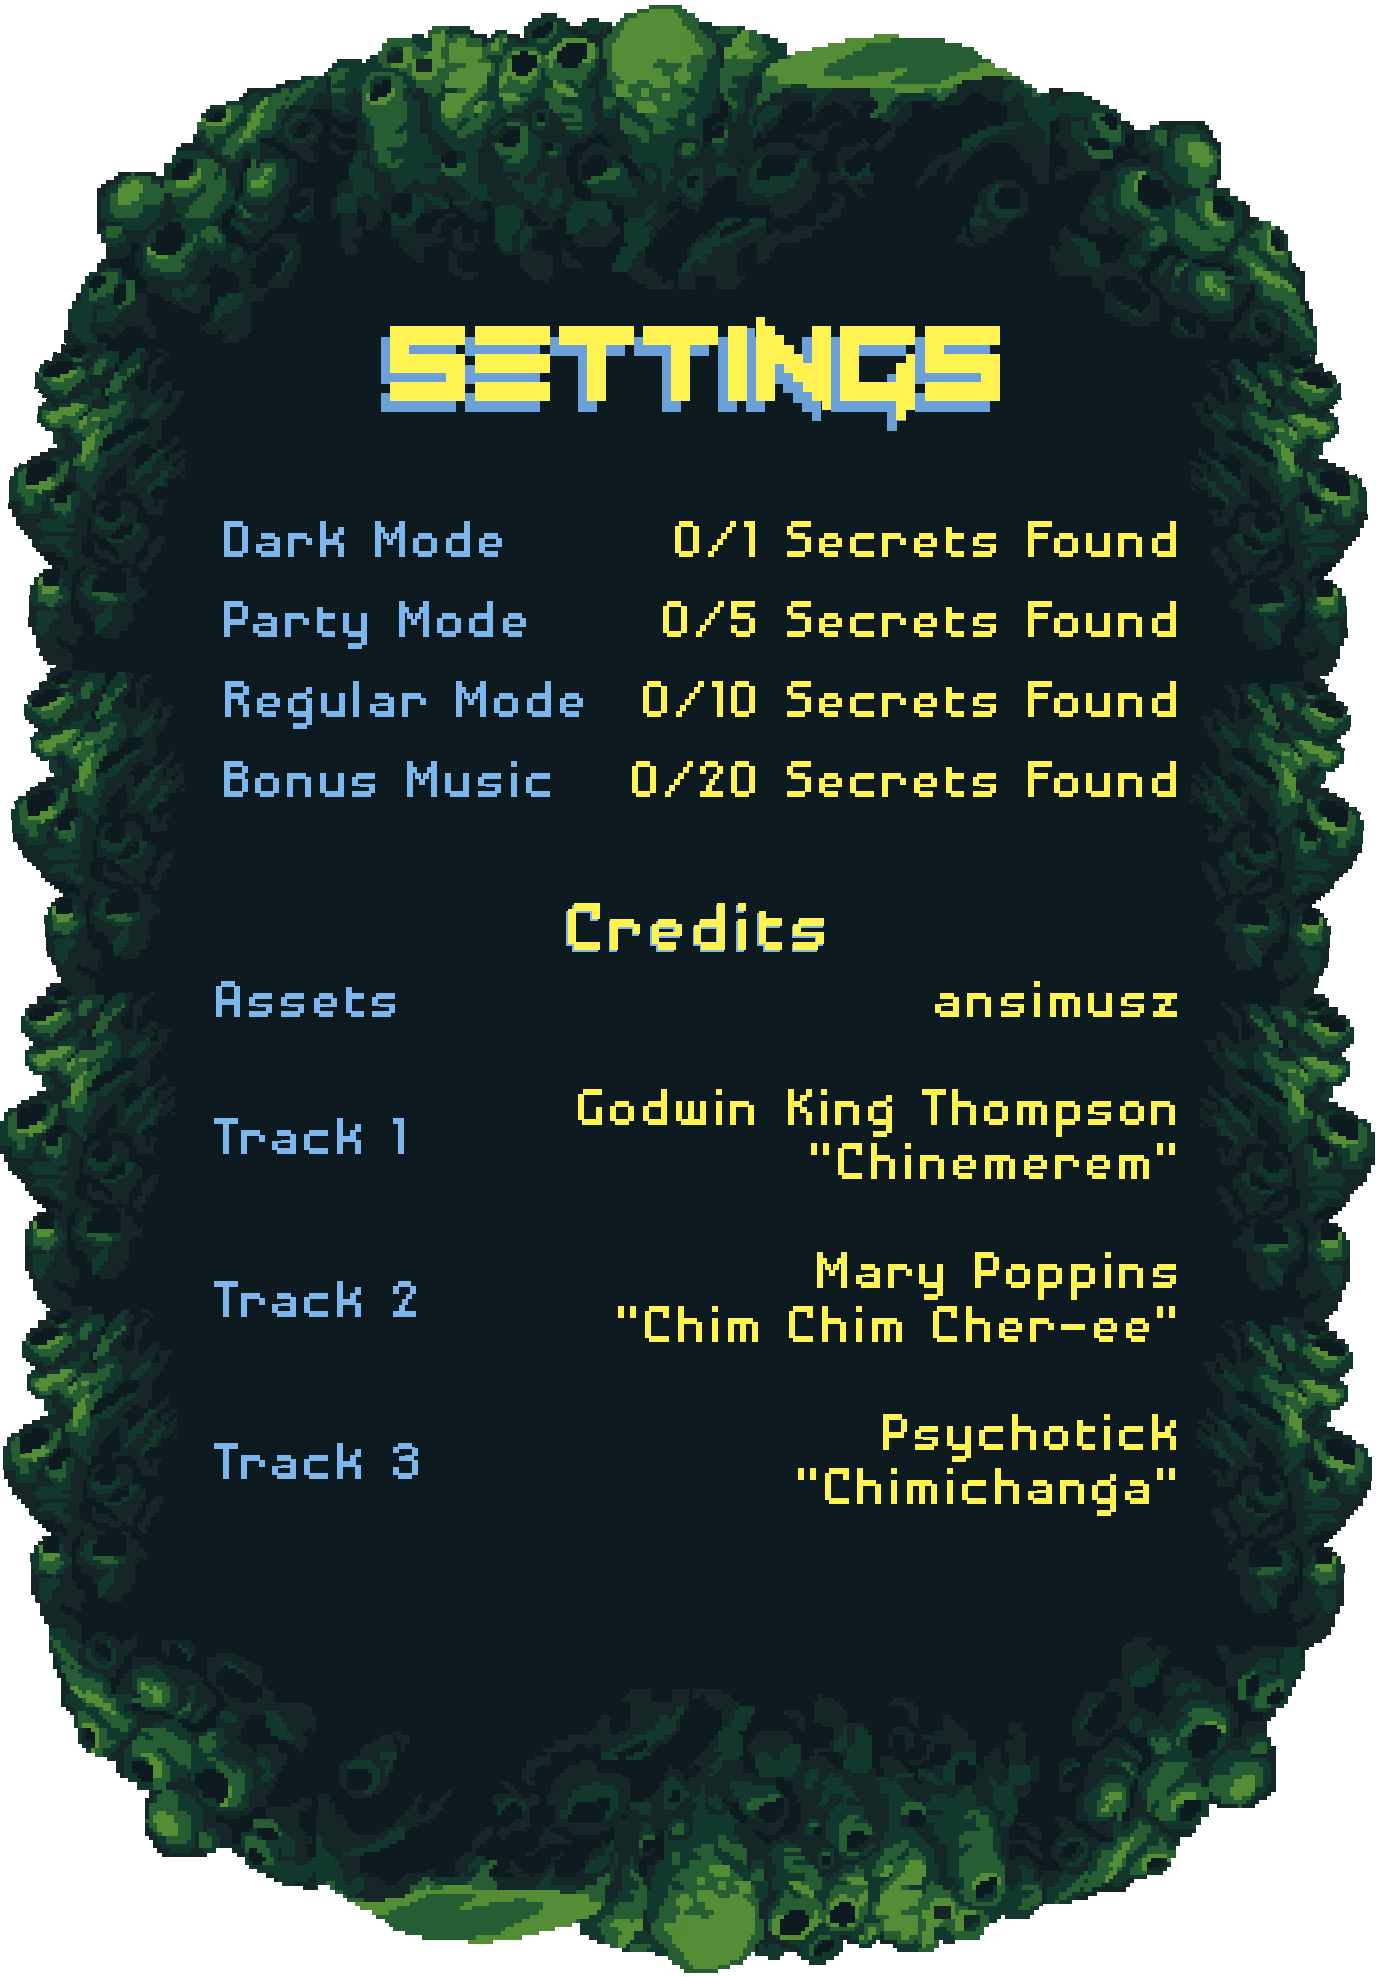 SETTINGS
Dark Mode 0/1 Secrets Found
Party Mode 0/5 Secrets Found
Regular Mode 0/10 Secrets Found
Bonus Music 0/20 Secrets Found
Credits
Assets ansimusz
Godwin King Thompson
Track 1
"Chinemerem"
Mary Poppins
Track 2
"Chim Chim Cher-ee"
Psychotick
Track 3
"Chimichanga"